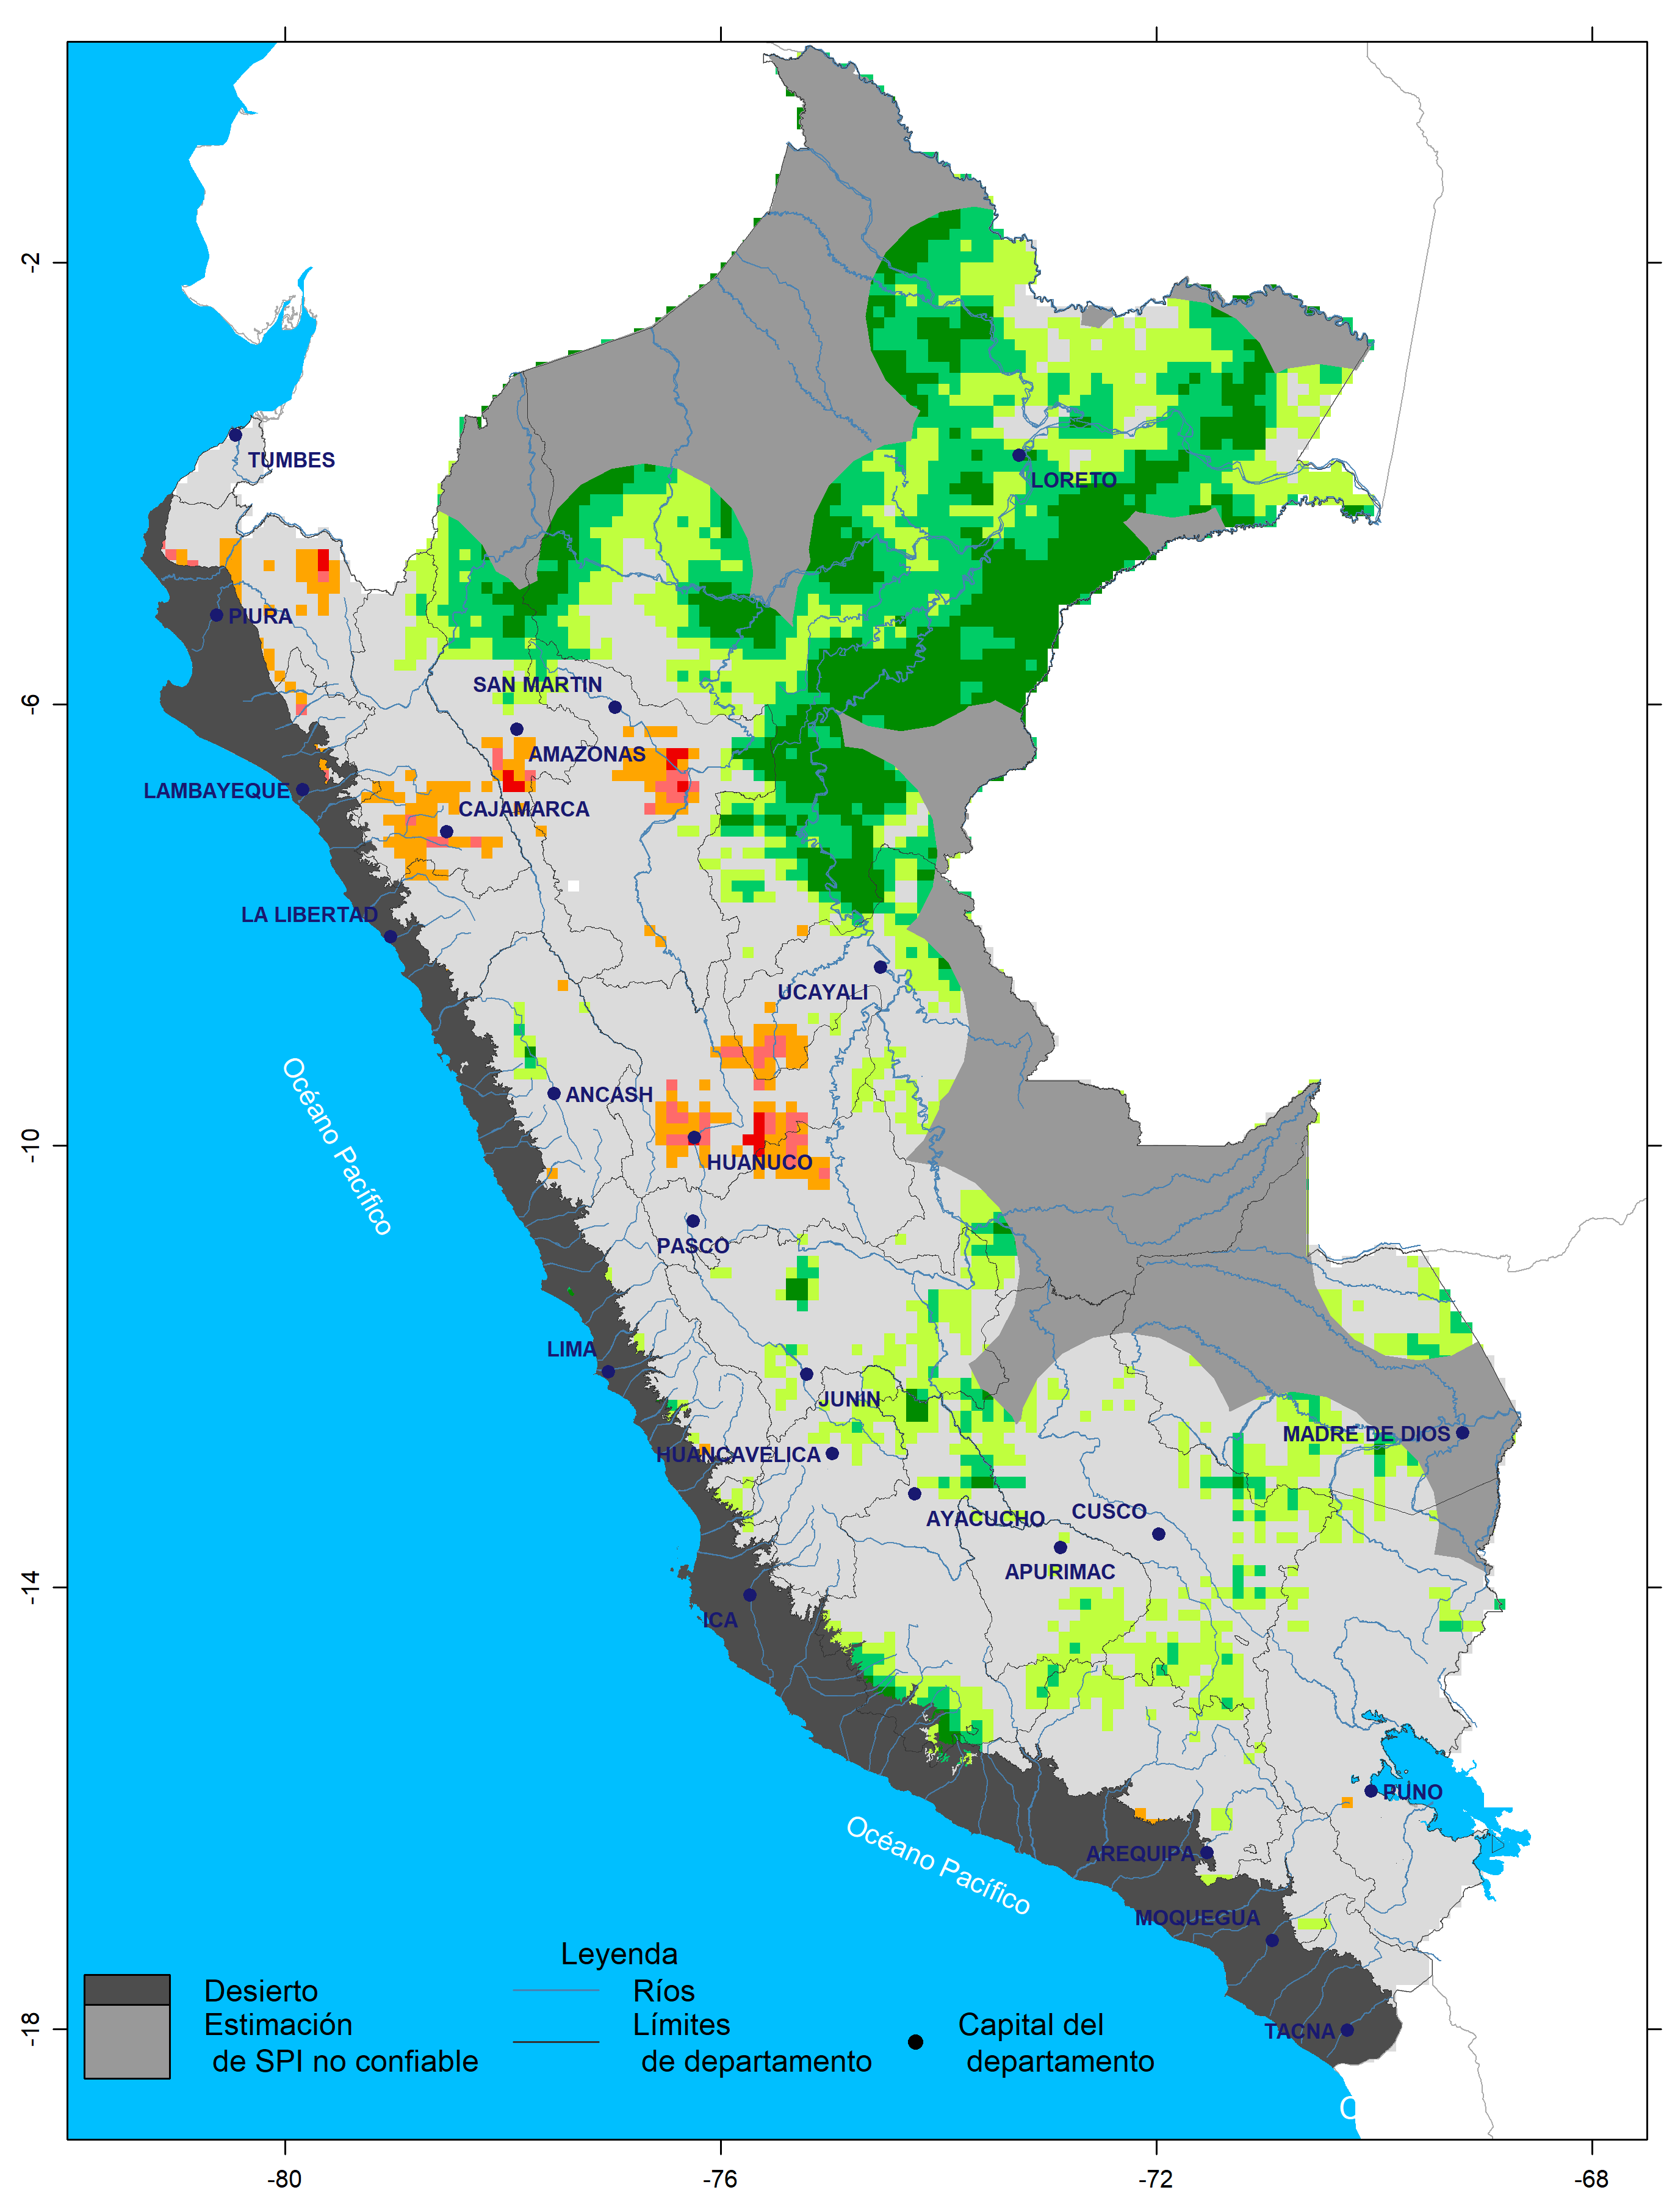 -2
TUMBES
LORETO
PIURA
SAN MARTIN
-6
AMAZONAS
LAMBAYEQUE
CAJAMARCA
LA LIBERTAD
UCAYALI
ANCASH
Océano Pacífico
-10
HUANUCO
PASCO
LIMA
JUNIN
MADRE DE DIOS
HUANCAVELICA
AYACUCHO
CUSCO
APURIMAC
-14
ICA
PUNO
Océano Pacífico
AREQUIPA
MOQUEGUA
Leyenda
Desierto
Ríos
Estimación
de SPI no confiable
Límites
de departamento
Capital del
departamento
-18
TACNA
O
-80
-76
-72
-68